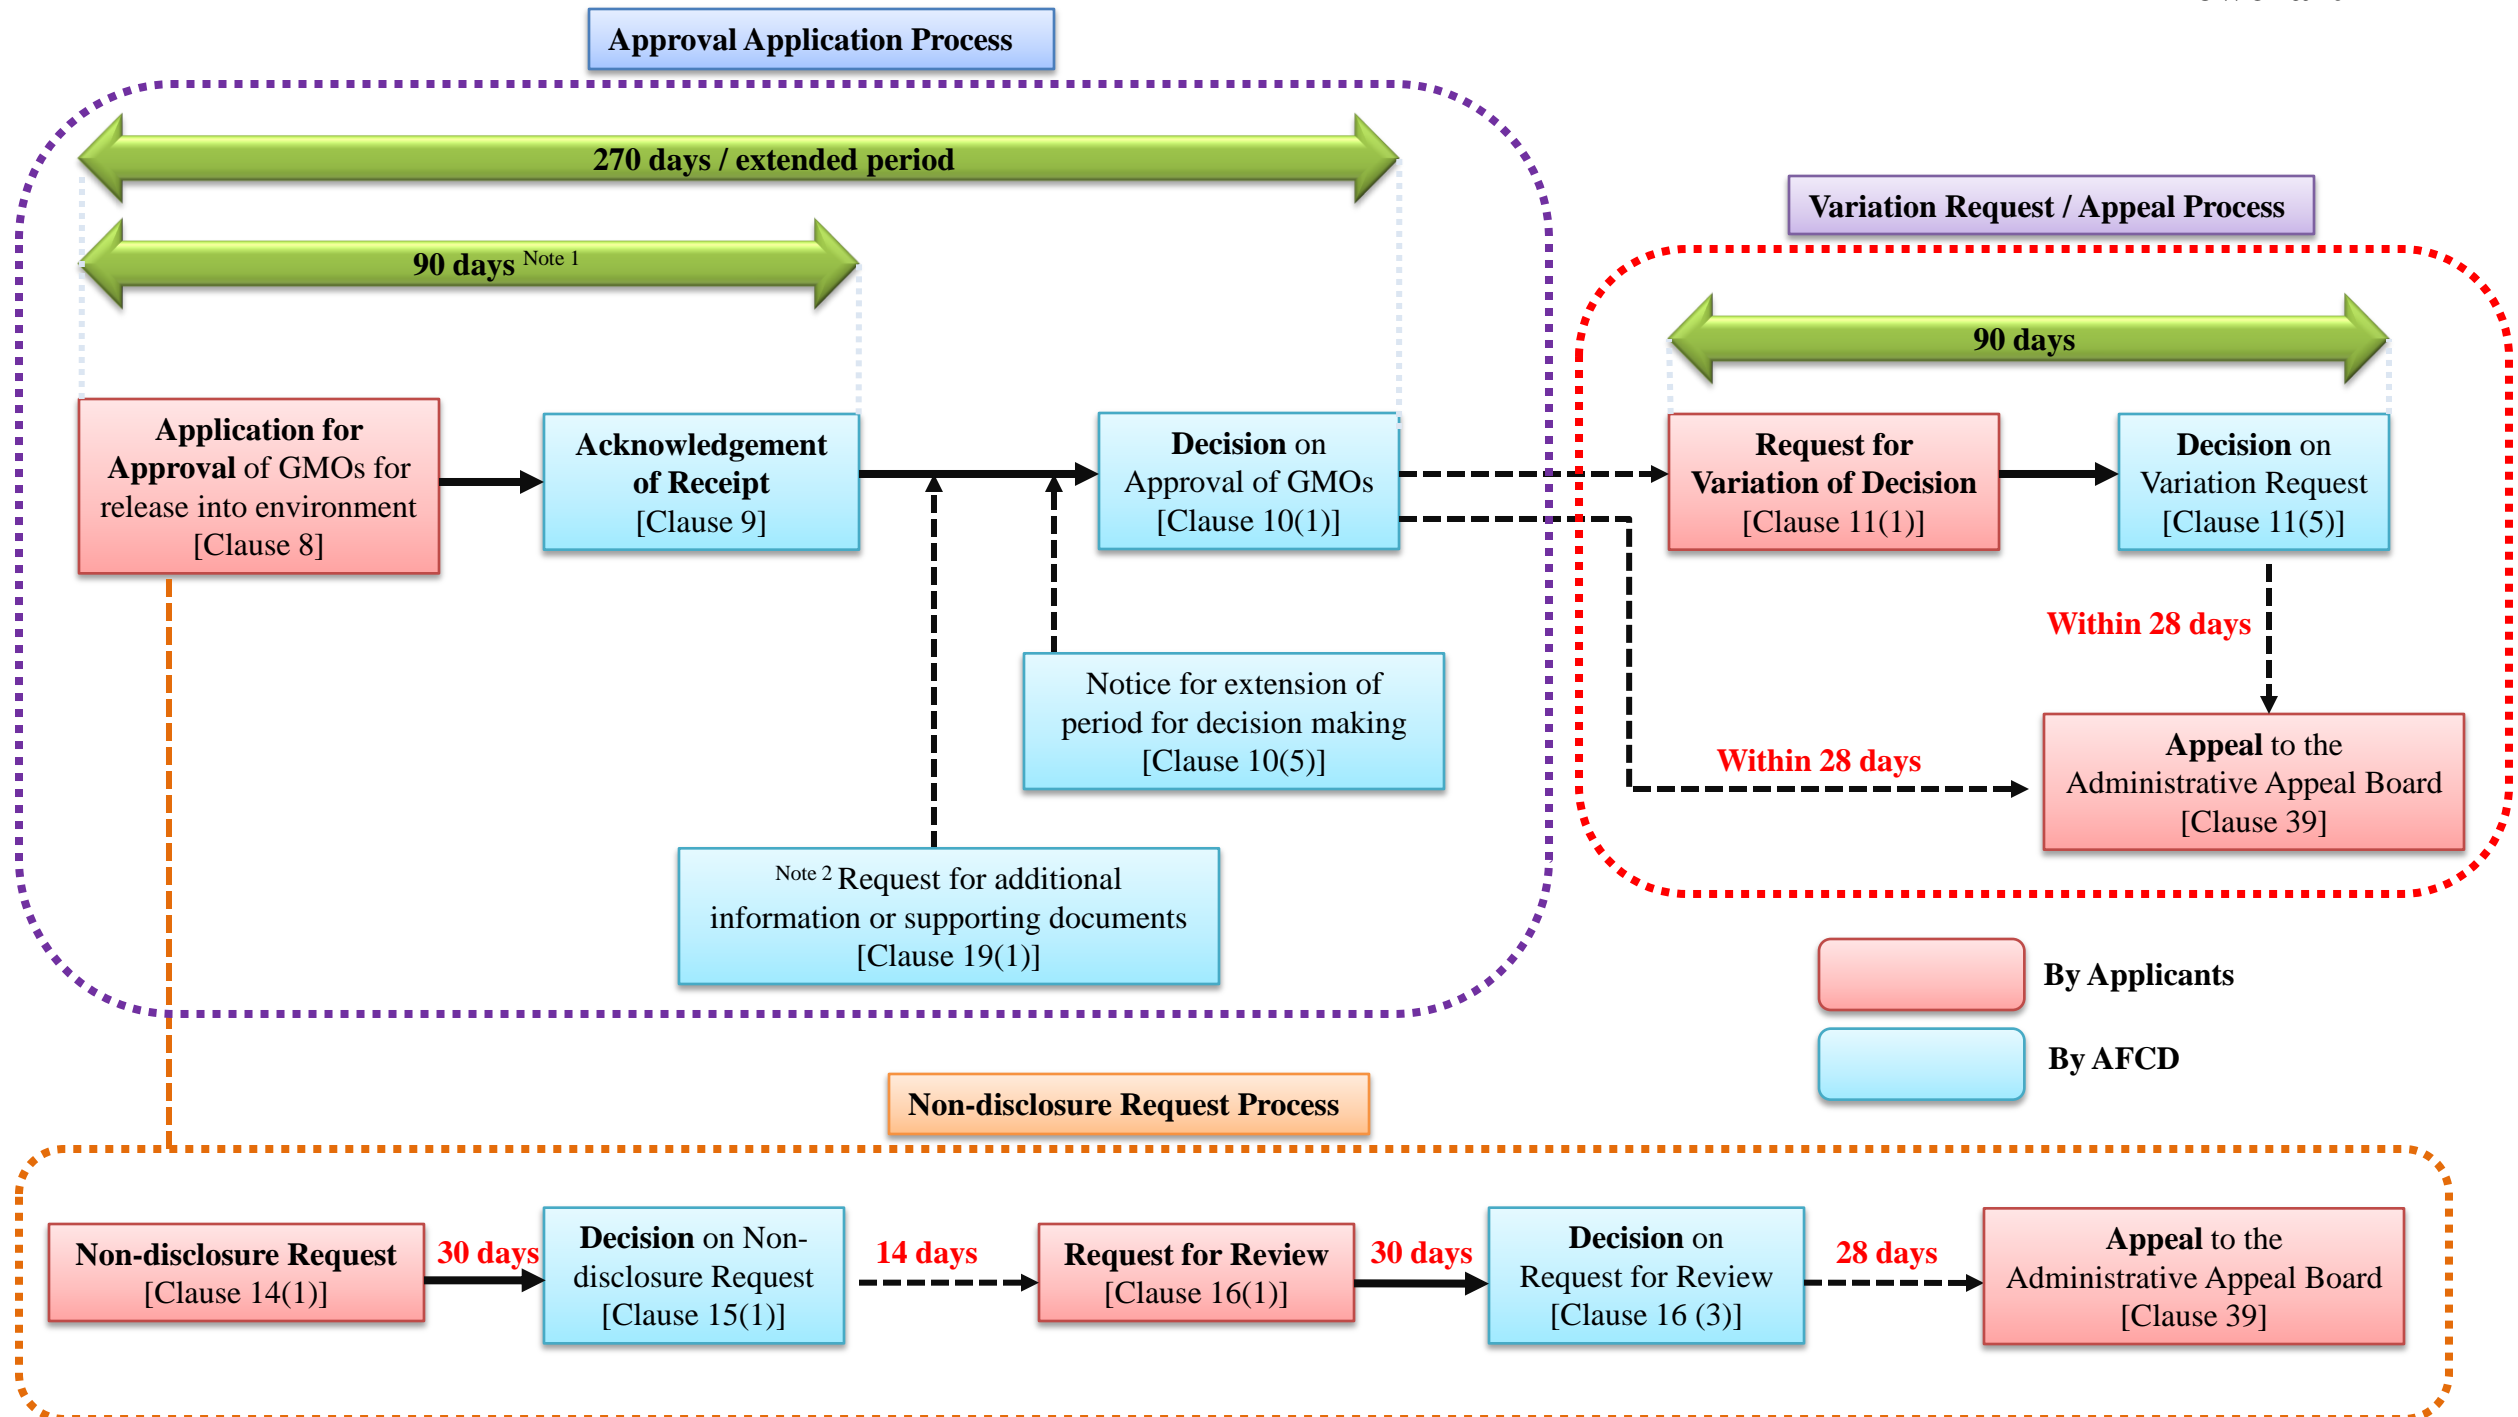 Approval Application Process
270 days / extended period
90 days Note 1
Application for
Approval of GMOs for
release into environment
[Clause 8]
Acknowledgement
of Receipt
[Clause 9]
Decision on
Approval of GMOs
[Clause 10(1)]
Notice for extension of
period for decision making
[Clause 10(5)]
Note 2 Request for additional
information or supporting documents
[Clause 19(1)]
Variation Request / Appeal Process
90 days
Request for
Variation of Decision
[Clause 11(1)]
Decision on
Variation Request
[Clause 11(5)]
Within 28 days
Within 28 days
Appeal to the
Administrative Appeal Board
[Clause 39]
By Applicants
By AFCD
Non-disclosure Request Process
Non-disclosure Request
[Clause 14(1)]
30 days
Decision on Non-
disclosure Request
[Clause 15(1)]
14 days
Request for Review
[Clause 16(1)]
30 days
Decision on
Request for Review
[Clause 16 (3)]
28 days
Appeal to the
Administrative Appeal Board
[Clause 39]